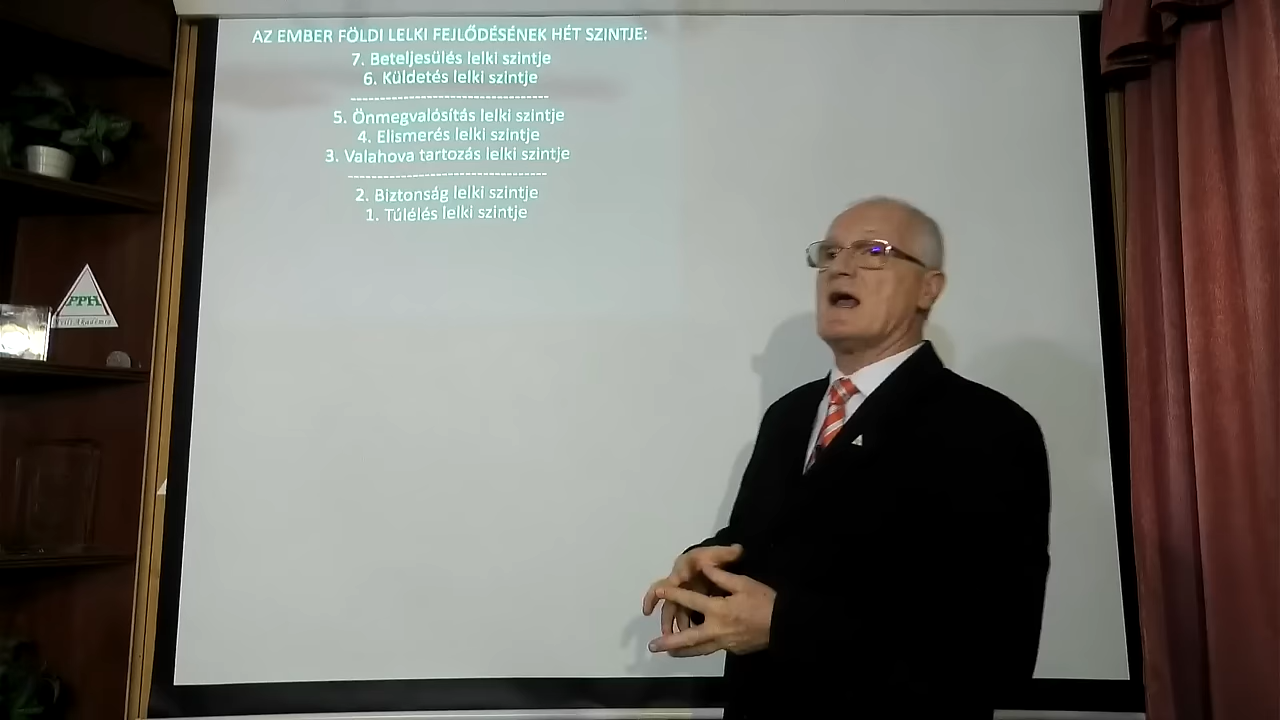 AZ EMBER FÖLDI LELKI FEJLŐDÉSÉNEK HÉT SZINTJE:
7. Beteljesülés lelki szintje
6. Küldetés lelki szintje
---------------------------------
5. Önmegvalósítás lelki szintje
4. Elismerés lelki szintje
3. Valahova tartozás lelki szintje
---------------------------------
2. Biztonság lelki szintje
1. Túlélés lelki szintje
PPH